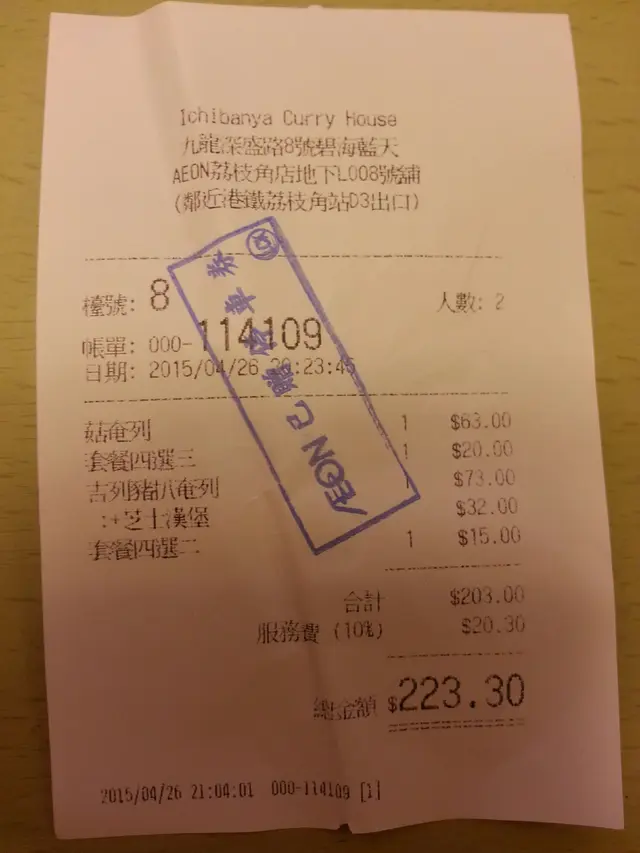 Ichibanya Curry House
九龍深盛路8號碧海藍天
AEON荔枝角店地下L008號舖
(鄰近港鐵荔枝角站D3出口)
檯號: 8 人數: 2
帳單: 000-114109
日期: 2015/04/26 20:23:45
菇奄列 1 $63.00
套餐四選三 1 $20.00
吉列豬扒奄列 1 $73.00
:+芝士漢堡 $32.00
套餐四選二 1 $15.00
合計 $203.00
服務費 (10%) $20.30
總金額 $223.30
2015/04/26 21:04:01 000-114109 [1]
AEON 已贈 車券